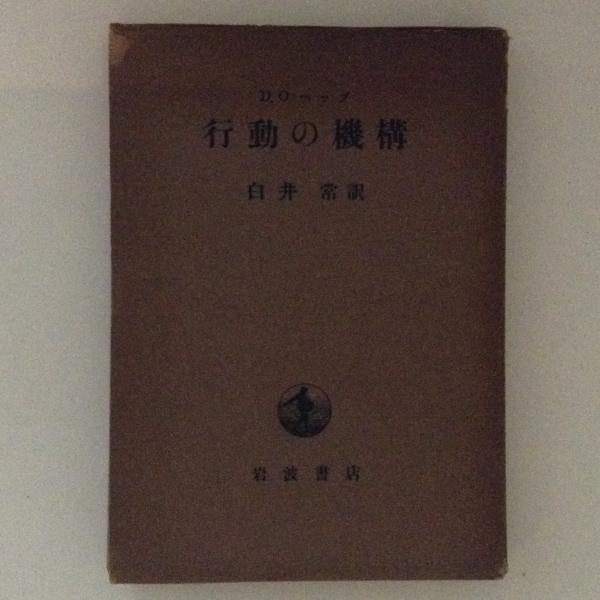 D.O.ヘッブ
行動の機構
白井 常訳
岩波書店